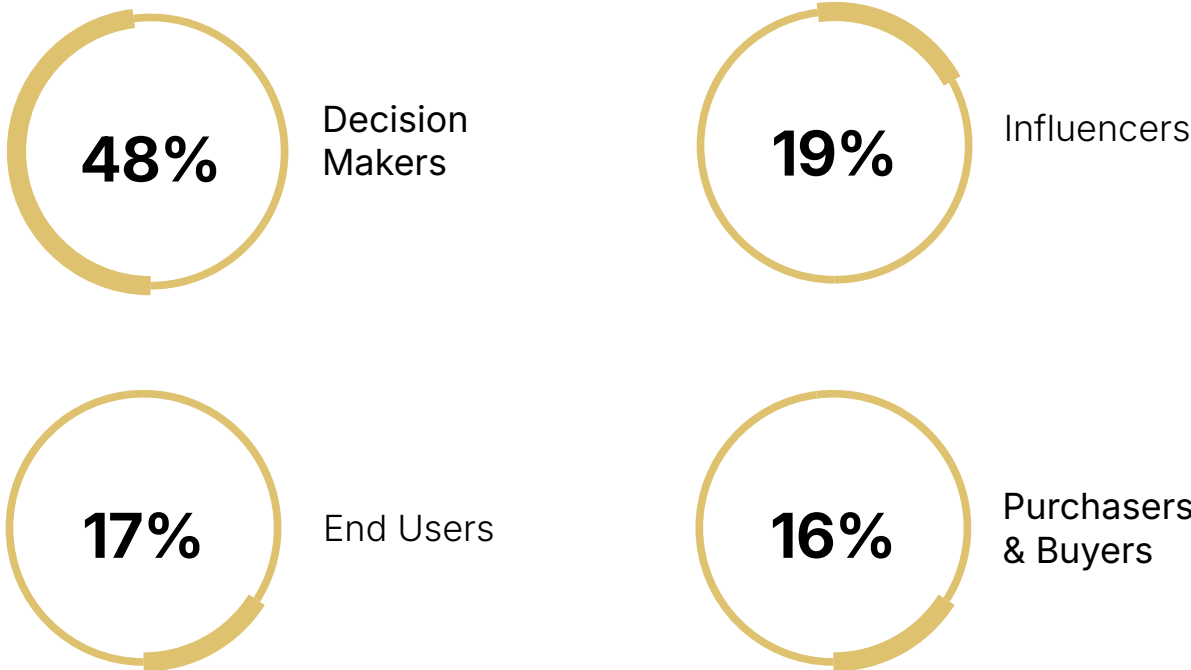 48%
Decision
Makers
19%
Influencers
17%
End Users
16%
Purchasers
& Buyers